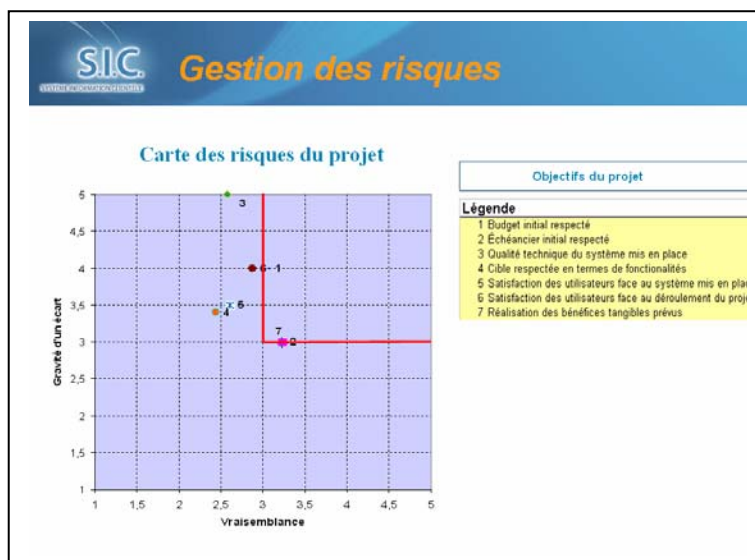 S.I.C.
SYSTÈME INFORMATION CLIENTÈLE
Gestion des risques
Carte des risques du projet
Gravité d'un écart
5
4,5
4
3,5
3
2,5
2
1,5
1
3
6 - 1
5
4
7
2
1 1,5 2 2,5 3 3,5 4 4,5 5
Vraisemblance
Objectifs du projet
Légende
1 Budget initial respecté
2 Échéancier initial respecté
3 Qualité technique du système mis en place
4 Cible respectée en termes de fonctionalités
5 Satisfaction des utilisateurs face au système mis en plac
6 Satisfaction des utilisateurs face au déroulement du proje
7 Réalisation des bénéfices tangibles prévus